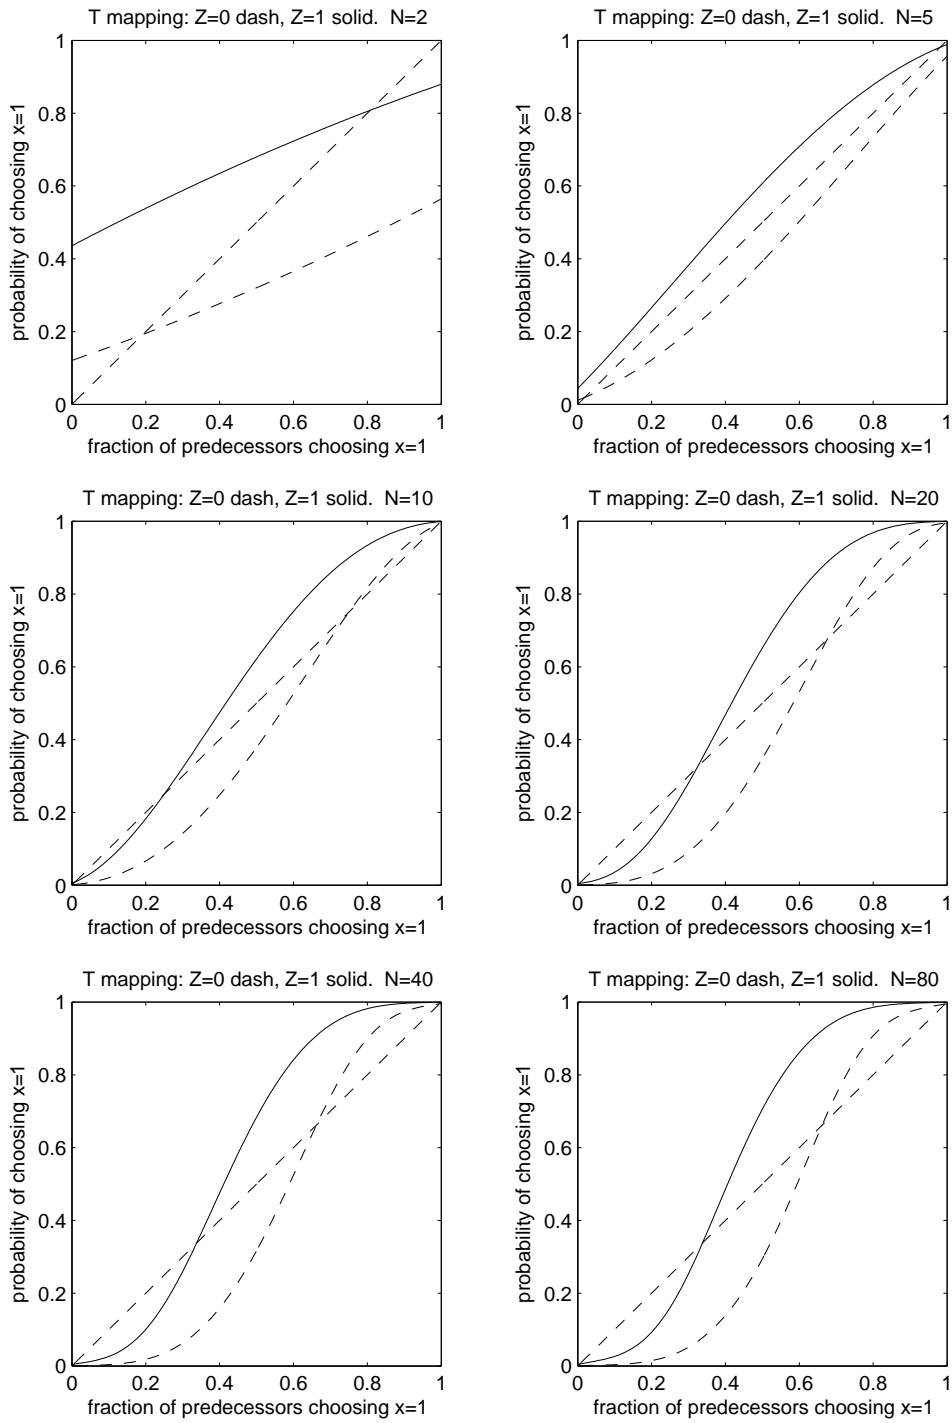 T mapping: Z=0 dash, Z=1 solid. N=2
probability of choosing x=1
1
0.8
0.6
0.4
0.2
0
0 0.2 0.4 0.6 0.8 1
fraction of predecessors choosing x=1
T mapping: Z=0 dash, Z=1 solid. N=5
probability of choosing x=1
1
0.8
0.6
0.4
0.2
0
0 0.2 0.4 0.6 0.8 1
fraction of predecessors choosing x=1
T mapping: Z=0 dash, Z=1 solid. N=10
probability of choosing x=1
1
0.8
0.6
0.4
0.2
0
0 0.2 0.4 0.6 0.8 1
fraction of predecessors choosing x=1
T mapping: Z=0 dash, Z=1 solid. N=20
probability of choosing x=1
1
0.8
0.6
0.4
0.2
0
0 0.2 0.4 0.6 0.8 1
fraction of predecessors choosing x=1
T mapping: Z=0 dash, Z=1 solid. N=40
probability of choosing x=1
1
0.8
0.6
0.4
0.2
0
0 0.2 0.4 0.6 0.8 1
fraction of predecessors choosing x=1
T mapping: Z=0 dash, Z=1 solid. N=80
probability of choosing x=1
1
0.8
0.6
0.4
0.2
0
0 0.2 0.4 0.6 0.8 1
fraction of predecessors choosing x=1